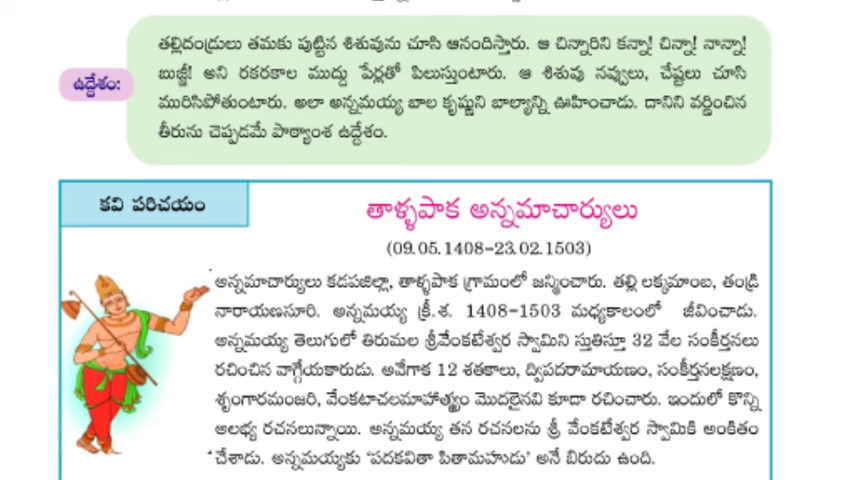 తల్లిదండ్రులు తమకు పుట్టిన శిశువును చూసి ఆనందిస్తారు. ఆ చిన్నారిని కన్నా! చిన్నా! నాన్నా!
బుజ్జీ! అని రకరకాల ముద్దు పేర్లతో పిలుస్తుంటారు. ఆ శిశువు నవ్వులు, చేష్టలు చూసి
ఉద్దేశం:
మురిసిపోతుంటారు. అలా అన్నమయ్య బాల కృష్ణుని బాల్యాన్ని ఊహించాడు. దానిని వర్ణించిన
తీరును చెప్పడమే పాఠ్యాంశ ఉద్దేశం.
కవి పరిచయం
తాళ్ళపాక అన్నమాచార్యులు
(09.05.1408-23.02.1503)
అన్నమాచార్యులు కడపజిల్లా, తాళ్ళపాక గ్రామంలో జన్మించారు. తల్లి లక్కమాంబ, తండ్రి
నారాయణసూరి. అన్నమయ్య క్రీ.శ. 1408-1503 మధ్యకాలంలో జీవించాడు.
అన్నమయ్య తెలుగులో తిరుమల శ్రీవేంకటేశ్వర స్వామిని స్తుతిస్తూ 32 వేల సంకీర్తనలు
రచించిన వాగ్గేయకారుడు. అవేగాక 12 శతకాలు, ద్విపదరామాయణం, సంకీర్తనలక్షణం,
శృంగారమంజరి, వేంకటాచలమాహాత్మ్యం మొదలైనవి కూడా రచించారు. ఇందులో కొన్ని
అలభ్య రచనలున్నాయి. అన్నమయ్య తన రచనలను శ్రీ వేంకటేశ్వర స్వామికి అంకితం
చేశాడు. అన్నమయ్యకు 'పదకవితా పితామహుడు' అనే బిరుదు ఉంది.